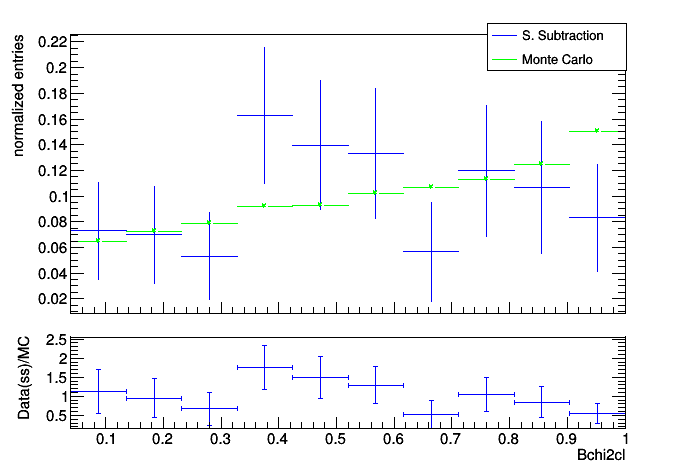 S. Subtraction
Monte Carlo
normalized entries
0.22
0.2
0.18
0.16
0.14
0.12
0.1
0.08
0.06
0.04
0.02
Data(ss)/MC
2.5
2
1.5
1
0.5
0.1 0.2 0.3 0.4 0.5 0.6 0.7 0.8 0.9 1
Bchi2cl